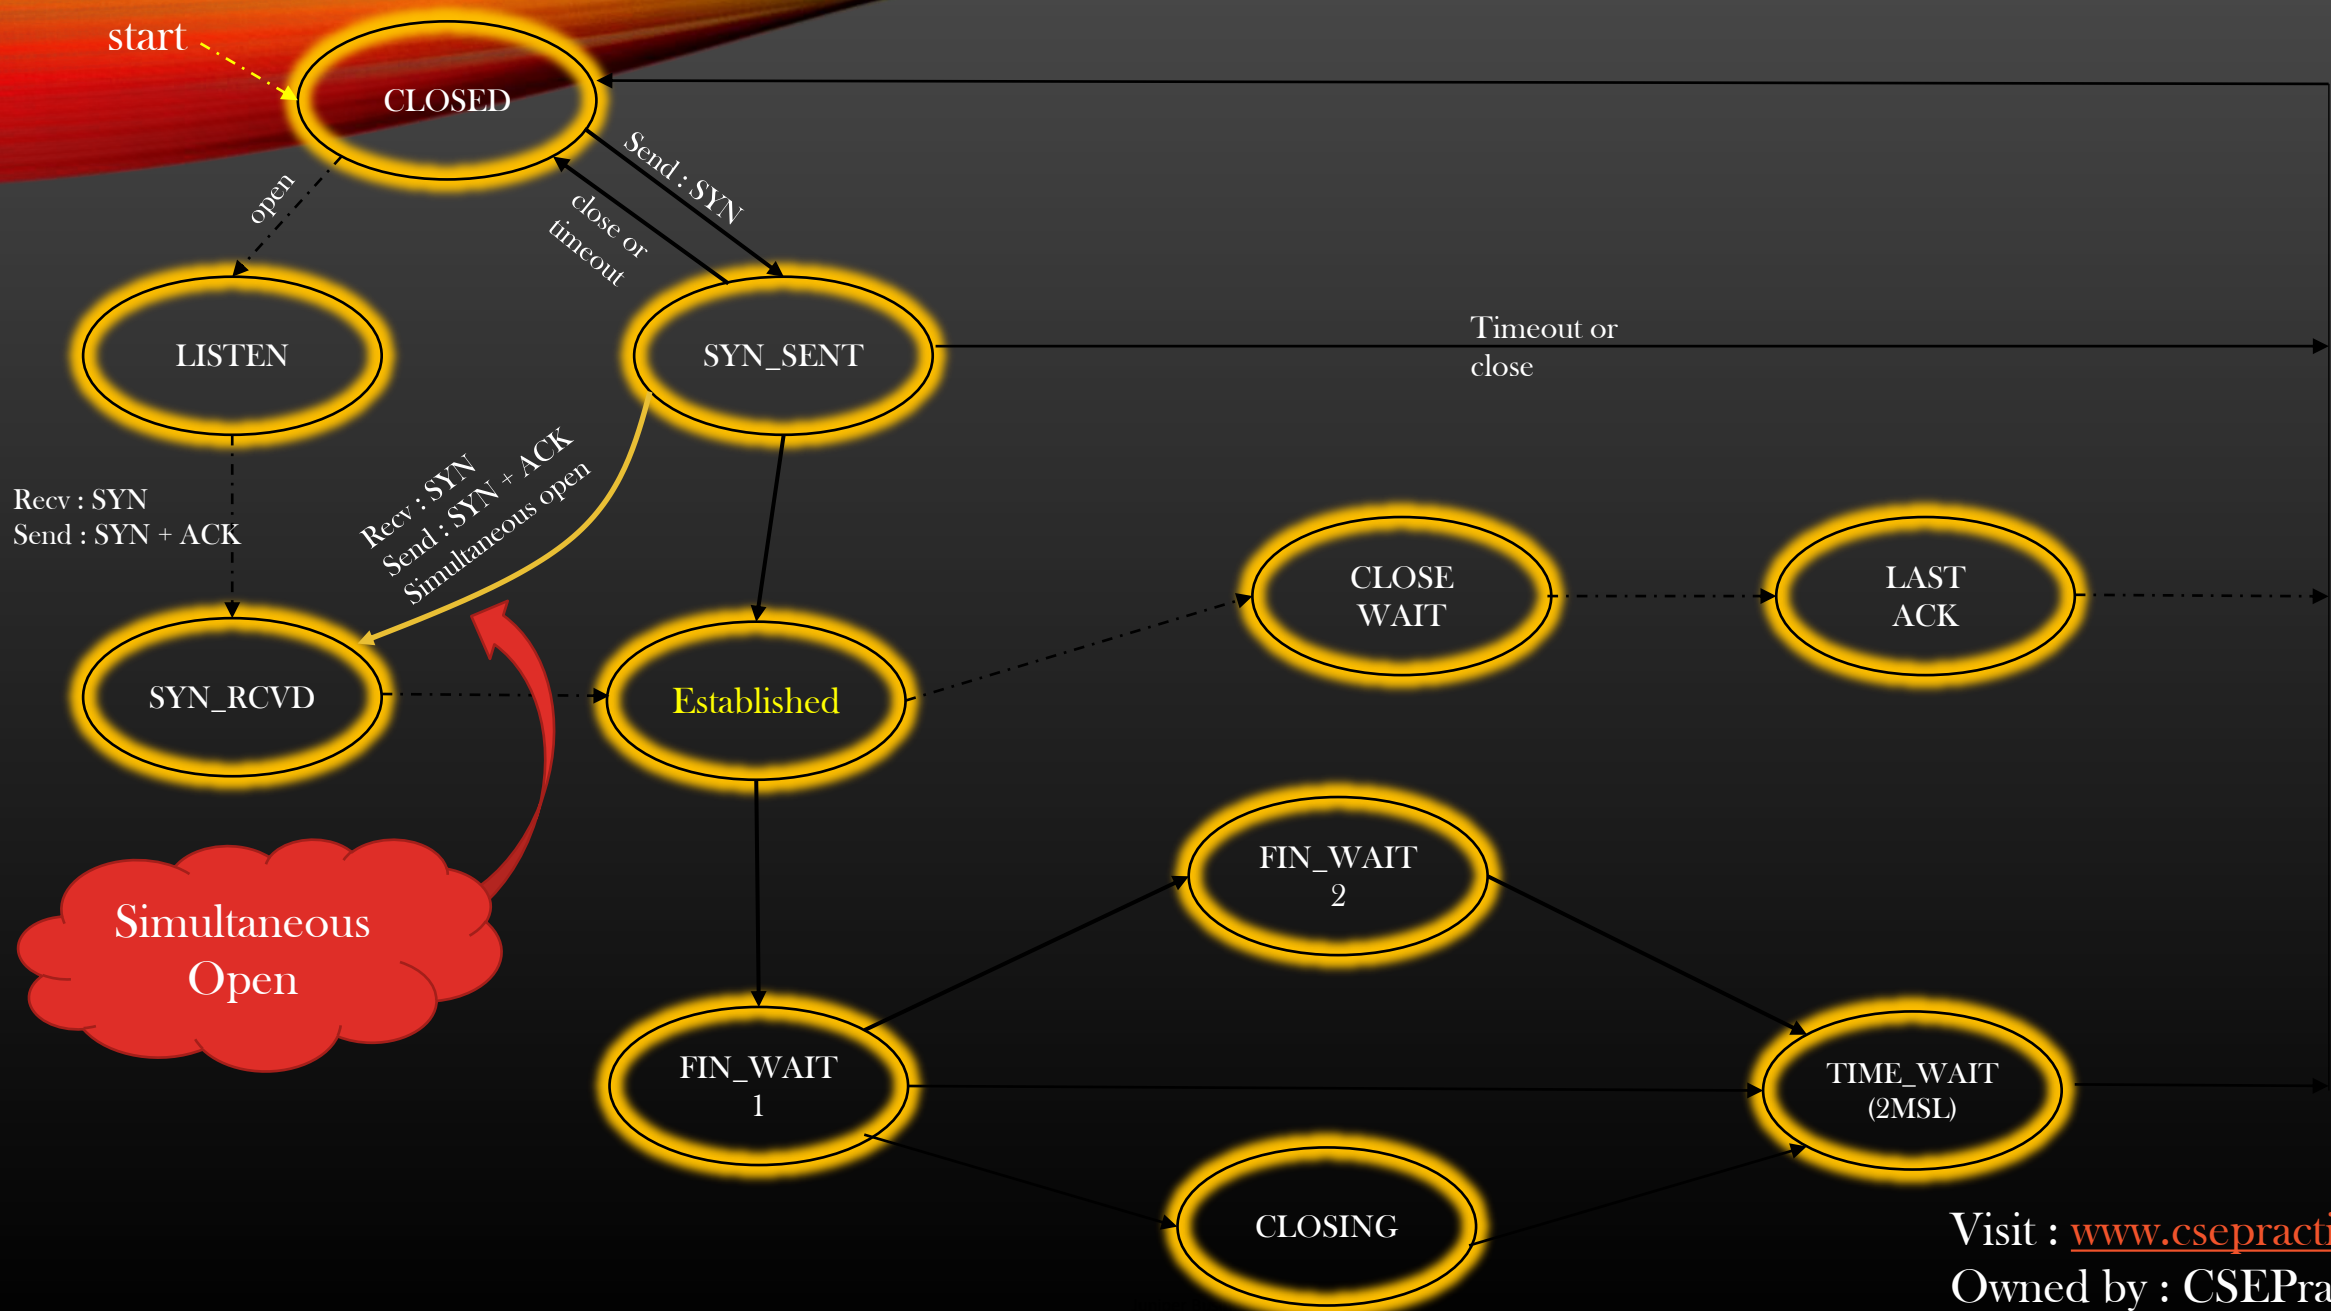 start
CLOSED
Send : SYN
open
close or
timeout
LISTEN
SYN_SENT
Timeout or
close
Recv : SYN
Send : SYN + ACK
Recv : SYN
Send : SYN + ACK
Simultaneous open
CLOSE
WAIT
LAST
ACK
SYN_RCVD
Established
FIN_WAIT
2
Simultaneous
Open
FIN_WAIT
1
TIME_WAIT
(2MSL)
CLOSING
Visit : www.csepracti
Owned by : CSEPra